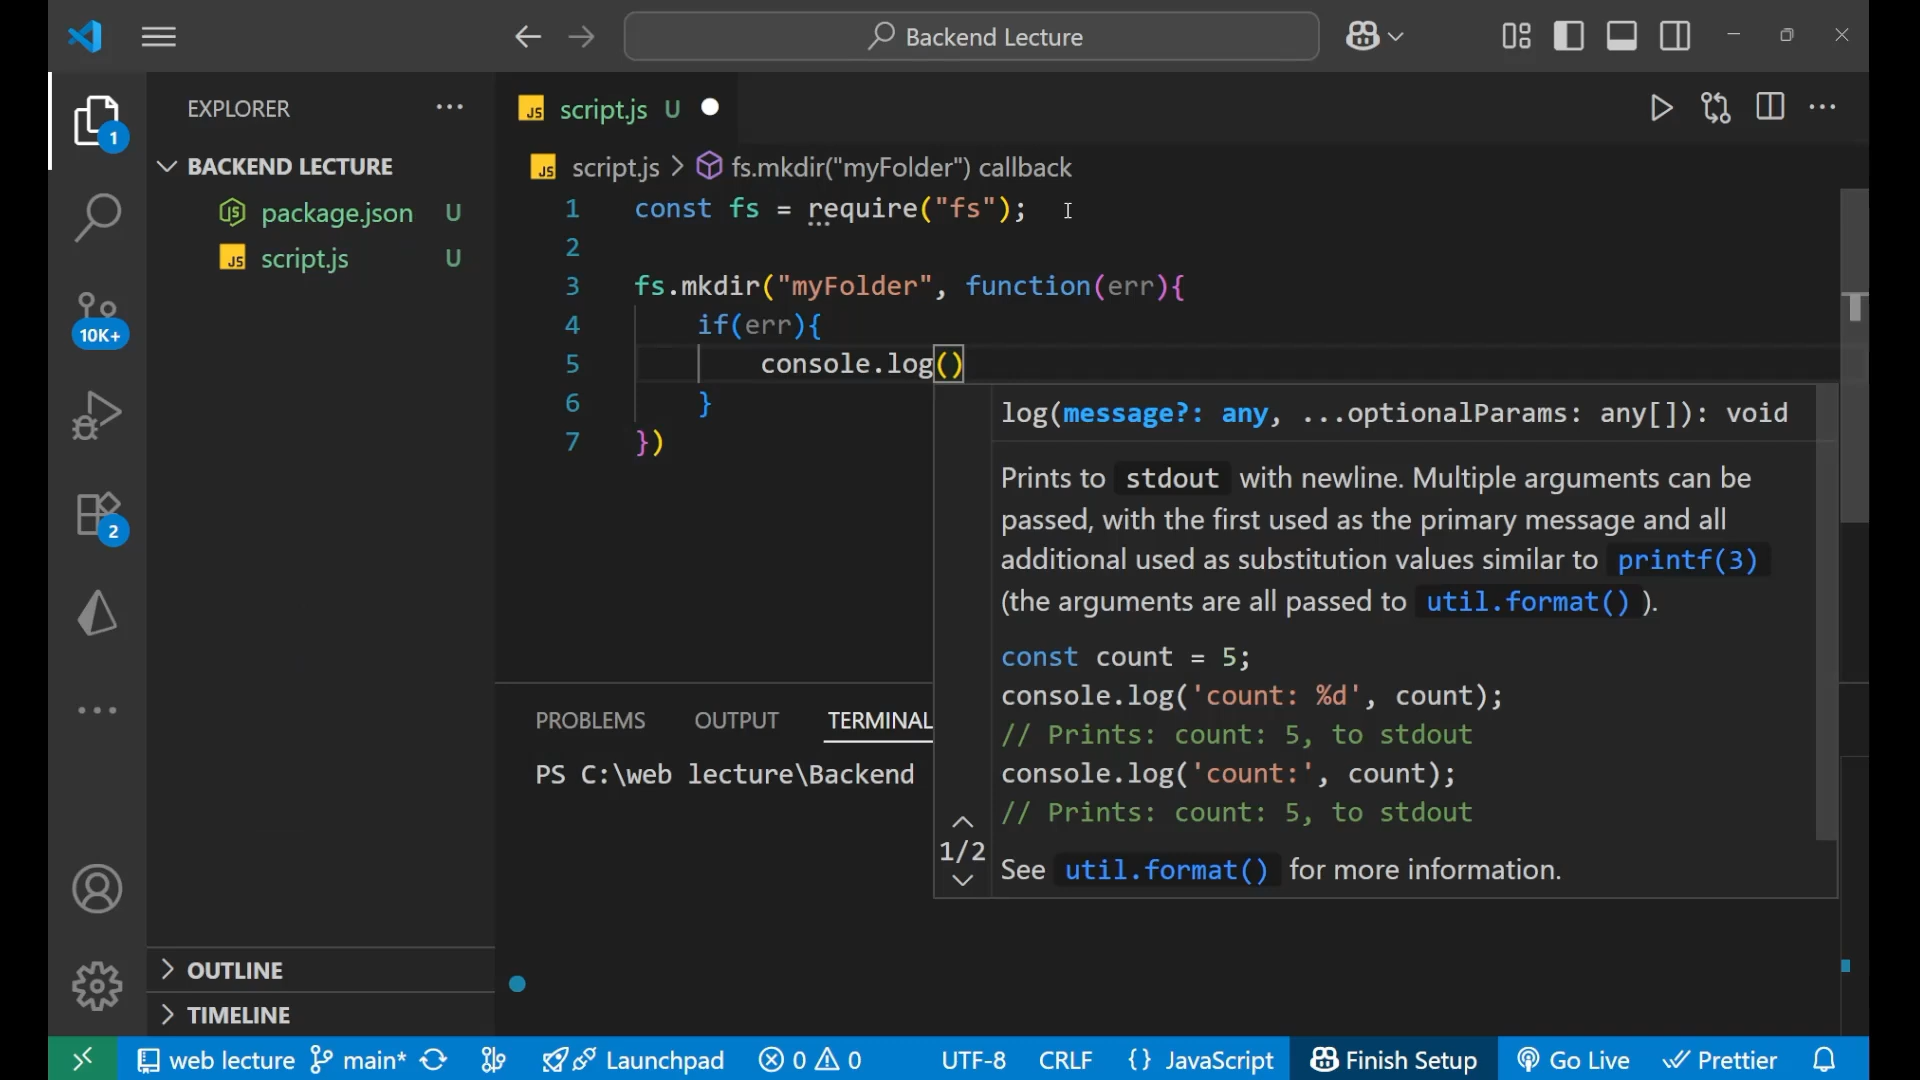 Backend Lecture
EXPLORER
BACKEND LECTURE
package.json U
script.js U
1
10K+
2
OUTLINE
TIMELINE
JS script.js U
JS script.js > fs.mkdir("myFolder") callback
1 const fs = require("fs");
2
3 fs.mkdir("myFolder", function(err){
4 if(err){
5 console.log()
6 }
7 })
log(message?: any, ...optionalParams: any[]): void
Prints to stdout with newline. Multiple arguments can be
passed, with the first used as the primary message and all
additional used as substitution values similar to printf(3)
(the arguments are all passed to util.format() ).
const count = 5;
console.log('count: %d', count);
// Prints: count: 5, to stdout
console.log('count:', count);
// Prints: count: 5, to stdout
1/2
See util.format() for more information.
PROBLEMS OUTPUT TERMINAL
PS C:\web lecture\Backend
web lecture main* Launchpad 0 0 UTF-8 CRLF {} JavaScript Finish Setup Go Live Prettier